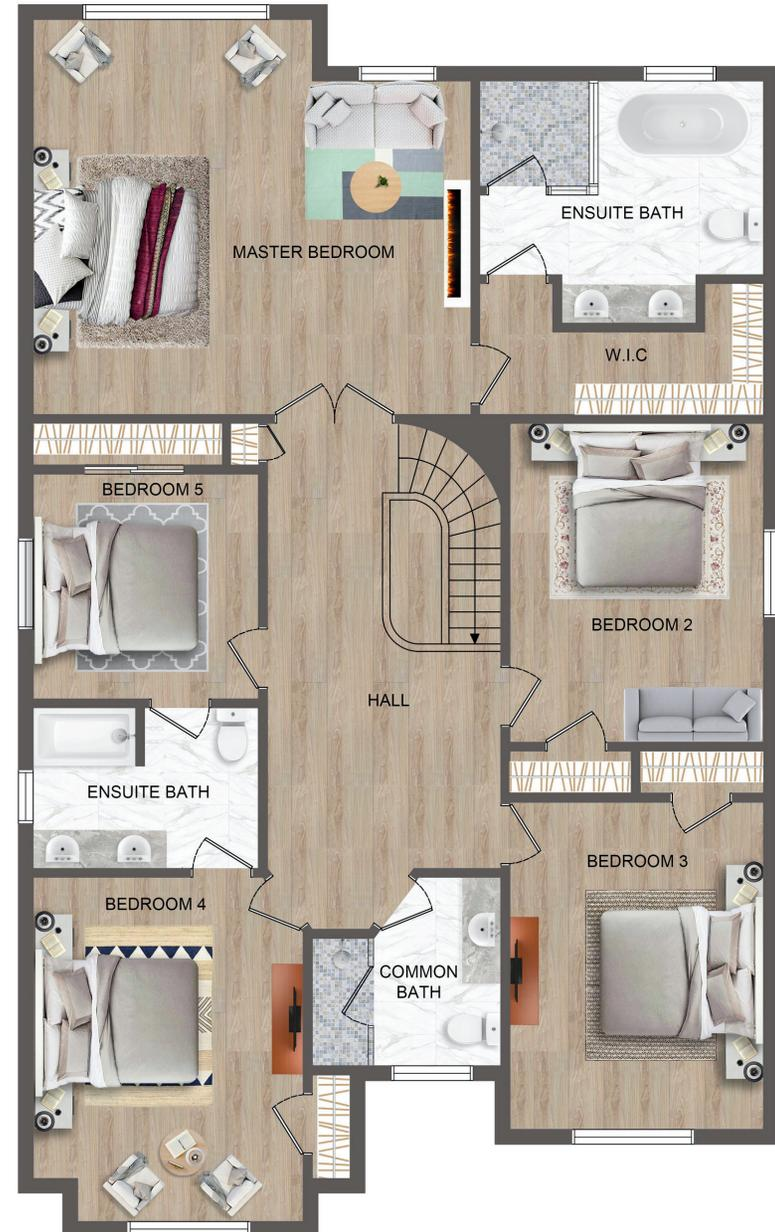 ENSUITE BATH
MASTER BEDROOM
W.I.C
BEDROOM 5
BEDROOM 2
HALL
ENSUITE BATH
BEDROOM 3
BEDROOM 4
COMMON
BATH